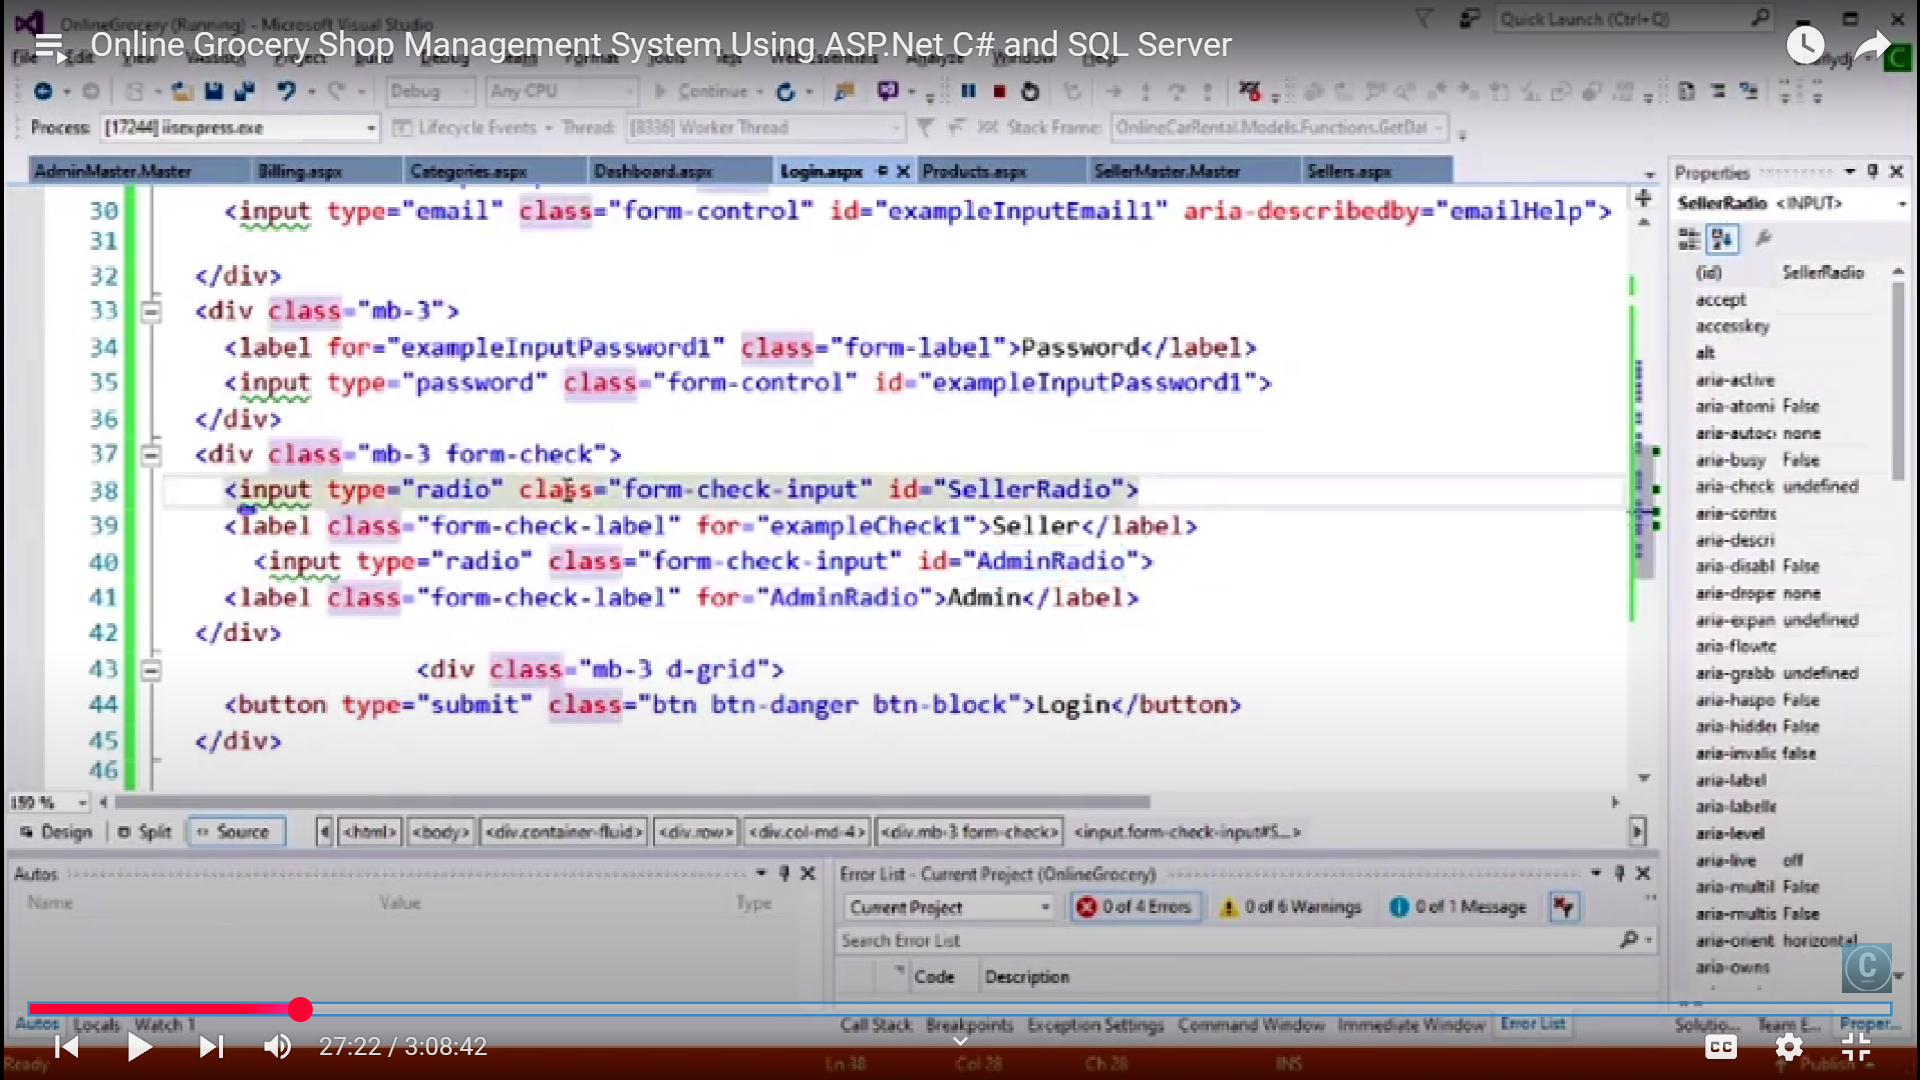 OnlineGrocery (Running) - Microsoft Visual Studio
Quick Launch (Ctrl+Q)
Online Grocery Shop Management System Using ASP.Net C# and SQL Server
Debug
Any CPU
Continue
Process: [17244] iisexpress.exe
Lifecycle Events
Thread: [8336] Worker Thread
Stack Frame: OnlineCarRental.Models.Functions.GetDat
AdminMaster.Master
Billing.aspx
Categories.aspx
Dashboard.aspx
Login.aspx
Products.aspx
SellerMaster.Master
Sellers.aspx
30 <input type="email" class="form-control" id="exampleInputEmail1" aria-describedby="emailHelp">
31
32 </div>
33 <div class="mb-3">
34 <label for="exampleInputPassword1" class="form-label">Password</label>
35 <input type="password" class="form-control" id="exampleInputPassword1">
36 </div>
37 <div class="mb-3 form-check">
38 <input type="radio" class="form-check-input" id="SellerRadio">
39 <label class="form-check-label" for="exampleCheck1">Seller</label>
40 <input type="radio" class="form-check-input" id="AdminRadio">
41 <label class="form-check-label" for="AdminRadio">Admin</label>
42 </div>
43 <div class="mb-3 d-grid">
44 <button type="submit" class="btn btn-danger btn-block">Login</button>
45 </div>
46
Properties
SellerRadio <INPUT>
(id) SellerRadio
accept
accesskey
alt
aria-active
aria-atomi False
aria-autoc none
aria-busy False
aria-check undefined
aria-contro
aria-descri
aria-disabl False
aria-drope none
aria-expan undefined
aria-flowtc
aria-grabb undefined
aria-haspo False
aria-hidde False
aria-invalic false
aria-label
aria-labelle
aria-level
aria-live off
aria-multil False
aria-multis False
aria-orient horizontal
aria-owns
159 %
Design Split Source
<html> <body> <div.container-fluid> <div.row> <div.col-md-4> <div.mb-3 form-check> <input.form-check-input#S...>
Autos
Name Value Type
Error List - Current Project (OnlineGrocery)
Current Project
0 of 4 Errors
0 of 6 Warnings
0 of 1 Message
Search Error List
Code Description
C
Autos Locals Watch 1
Call Stack Breakpoints Exception Settings Command Window Immediate Window Error List
Solutio... Team E... Proper...
27:22 / 3:08:42
CC
Ready
Ln 38 Col 28 Ch 28 INS
Publish